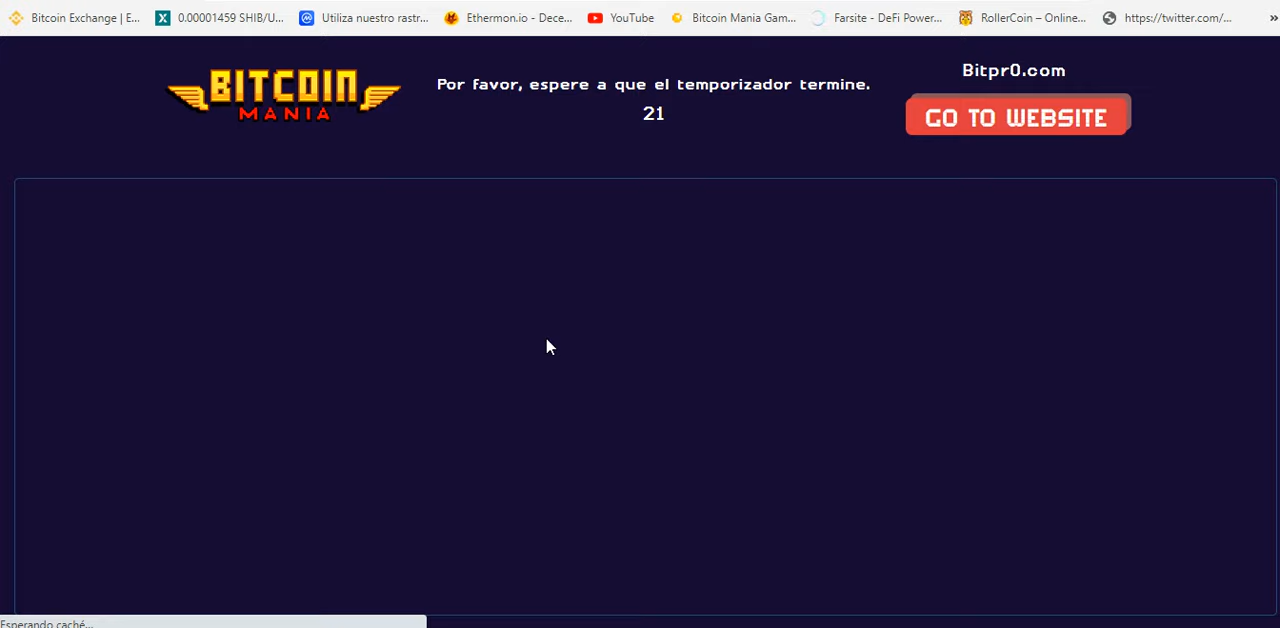 Bitcoin Exchange | E... 0.00001459 SHIB/U... Utiliza nuestro rastr... Ethermon.io - Dece... YouTube Bitcoin Mania Gam... Farsite - DeFi Power... RollerCoin – Online... https://twitter.com/... »
BITCOIN
MANIA
Por favor, espere a que el temporizador termine.
21
Bitpr0.com
GO TO WEBSITE
Esperando caché...